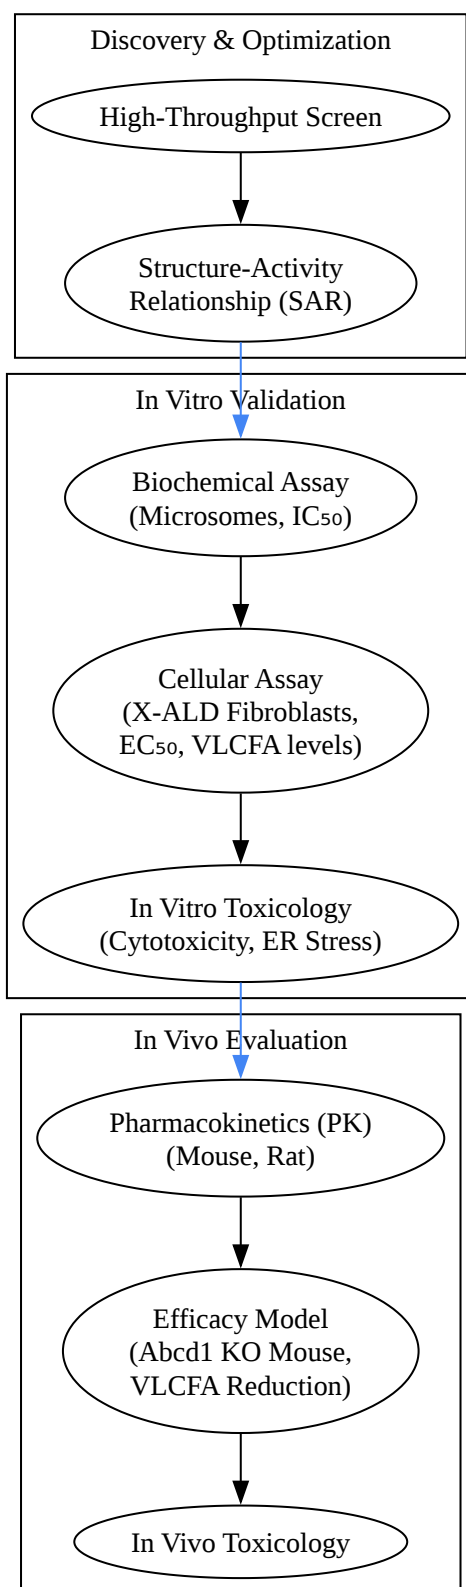 Discovery & Optimization
High-Throughput Screen
Structure-Activity
Relationship (SAR)
In Vitro Validation
Biochemical Assay
(Microsomes, IC₅₀)
Cellular Assay
(X-ALD Fibroblasts,
EC₅₀, VLCFA levels)
In Vitro Toxicology
(Cytotoxicity, ER Stress)
In Vivo Evaluation
Pharmacokinetics (PK)
(Mouse, Rat)
Efficacy Model
(Abcd1 KO Mouse,
VLCFA Reduction)
In Vivo Toxicology